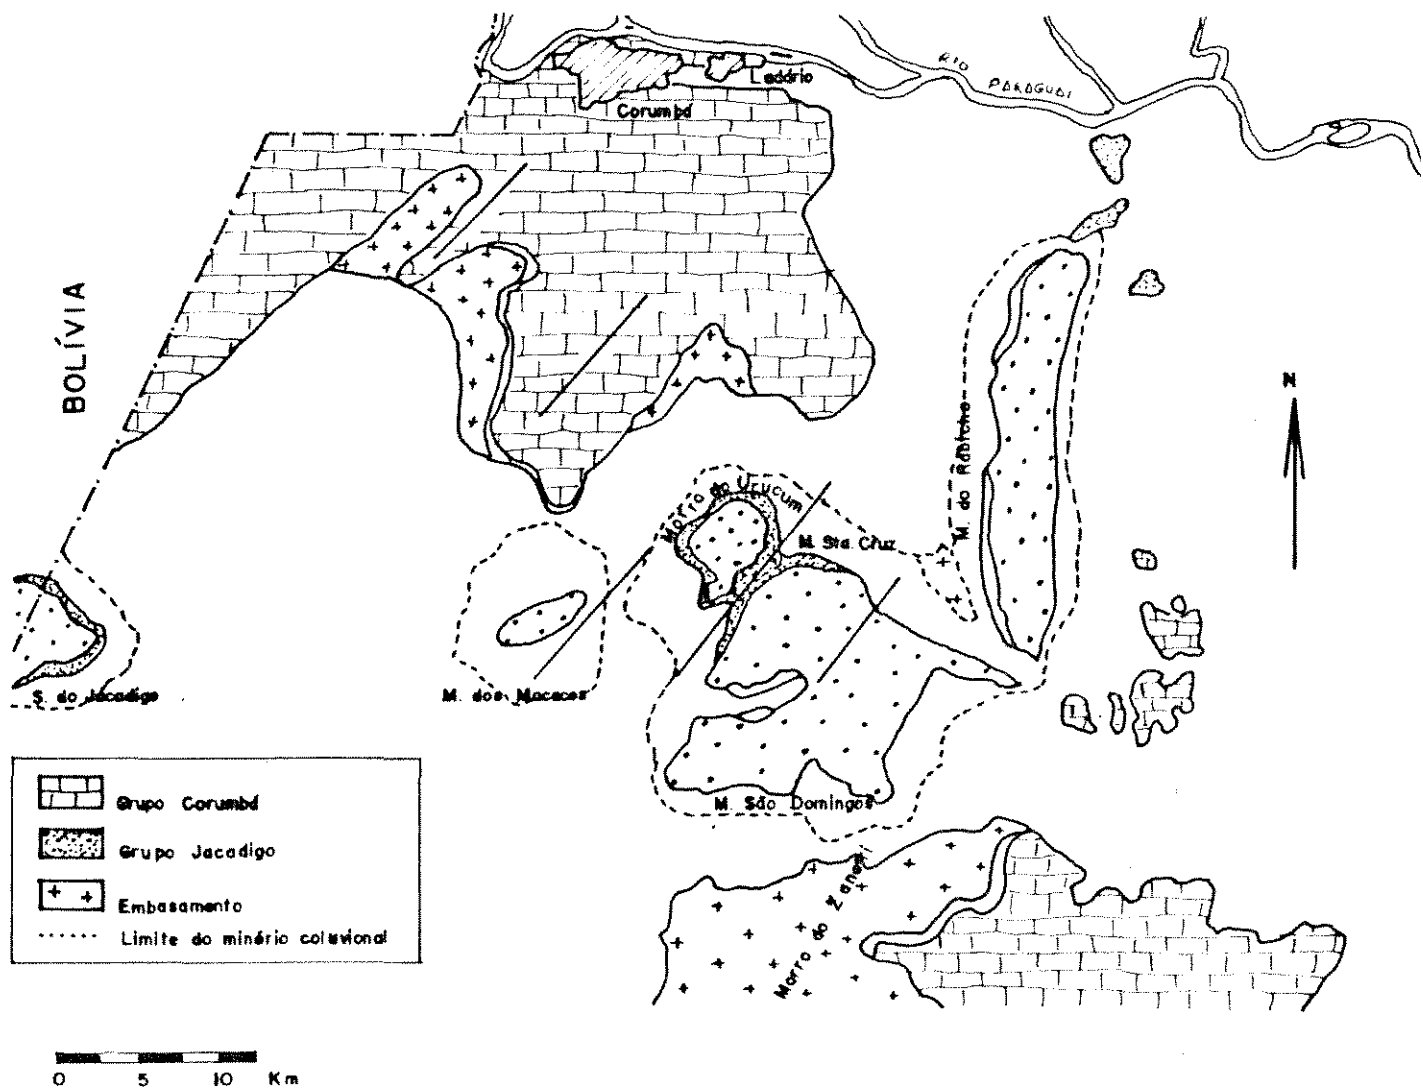 RIO
PARAGUAI
Ladário
Corumbá
BOLÍVIA
N
M. do Rabicho
Morro do Urucum
M. Sta. Cruz
S. do Jacadigo
M. dos Macacos
M. São Domingos
Morro do Zanetti
Grupo Corumbá
Grupo Jacadigo
Embasamento
Limite do minério coluvional
0 5 10 Km